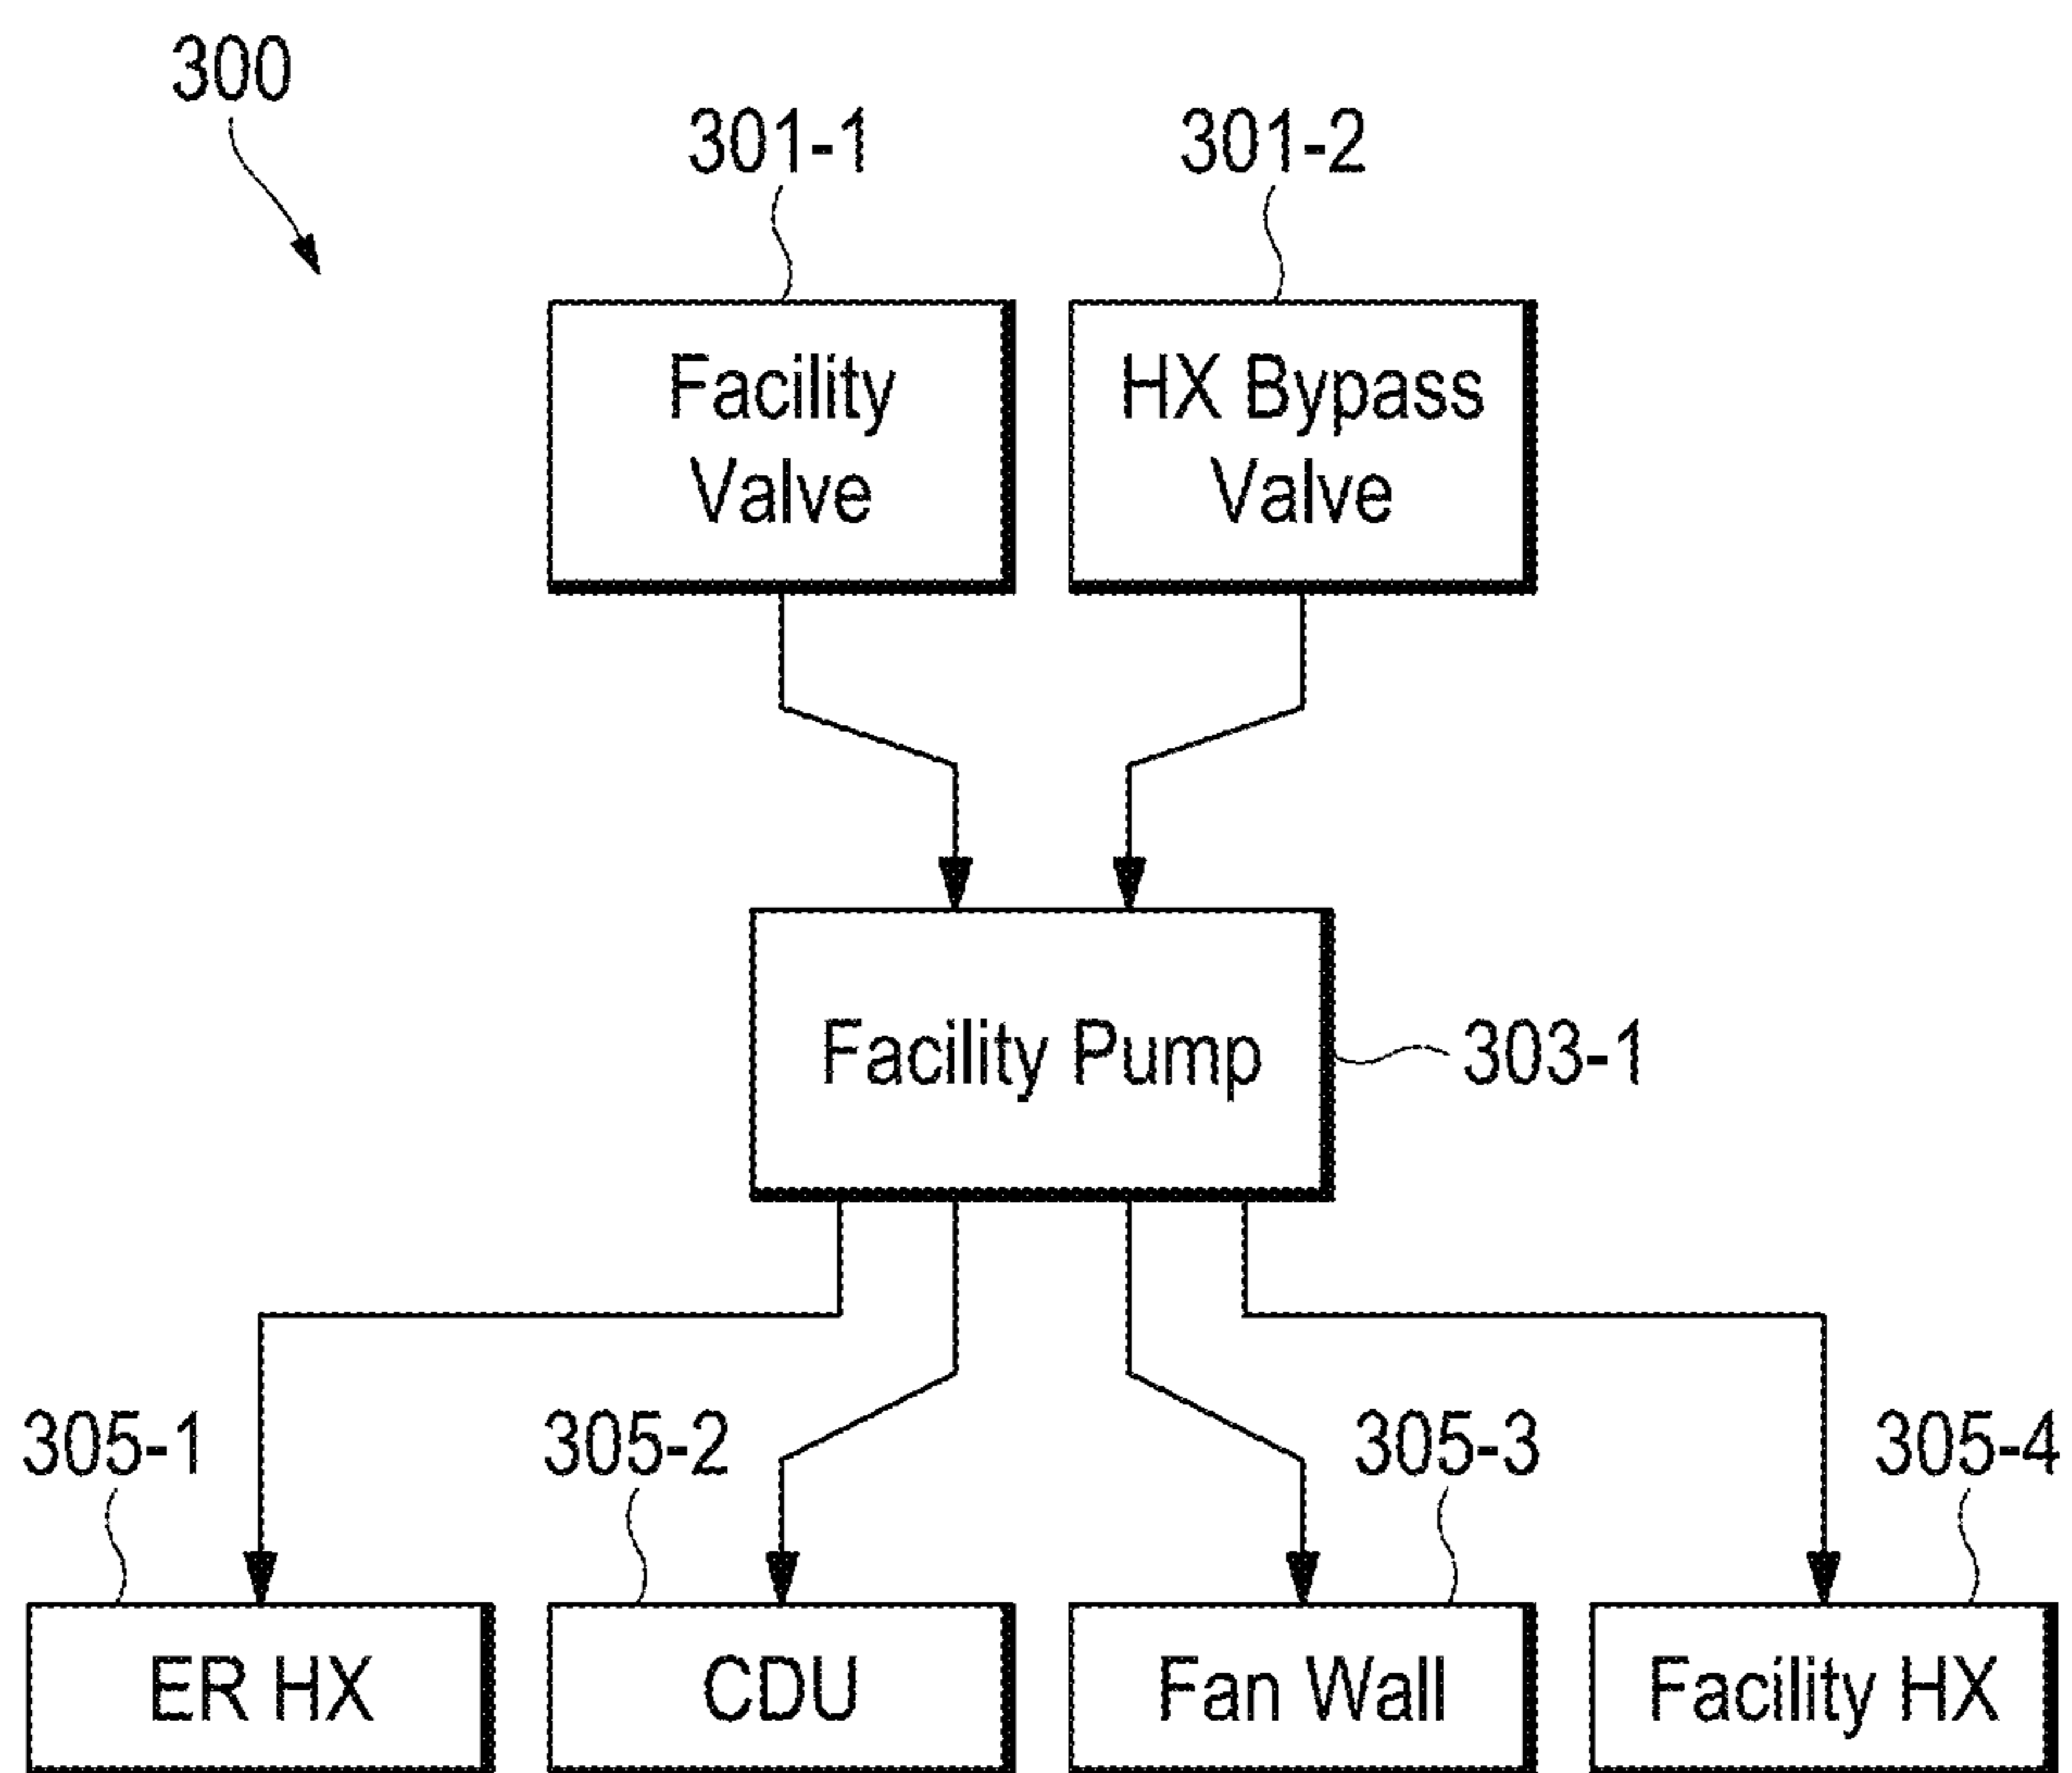 300
301-1
301-2
Facility
Valve
HX Bypass
Valve
Facility Pump
303-1
305-1
305-2
305-3
305-4
ER HX
CDU
Fan Wall
Facility HX